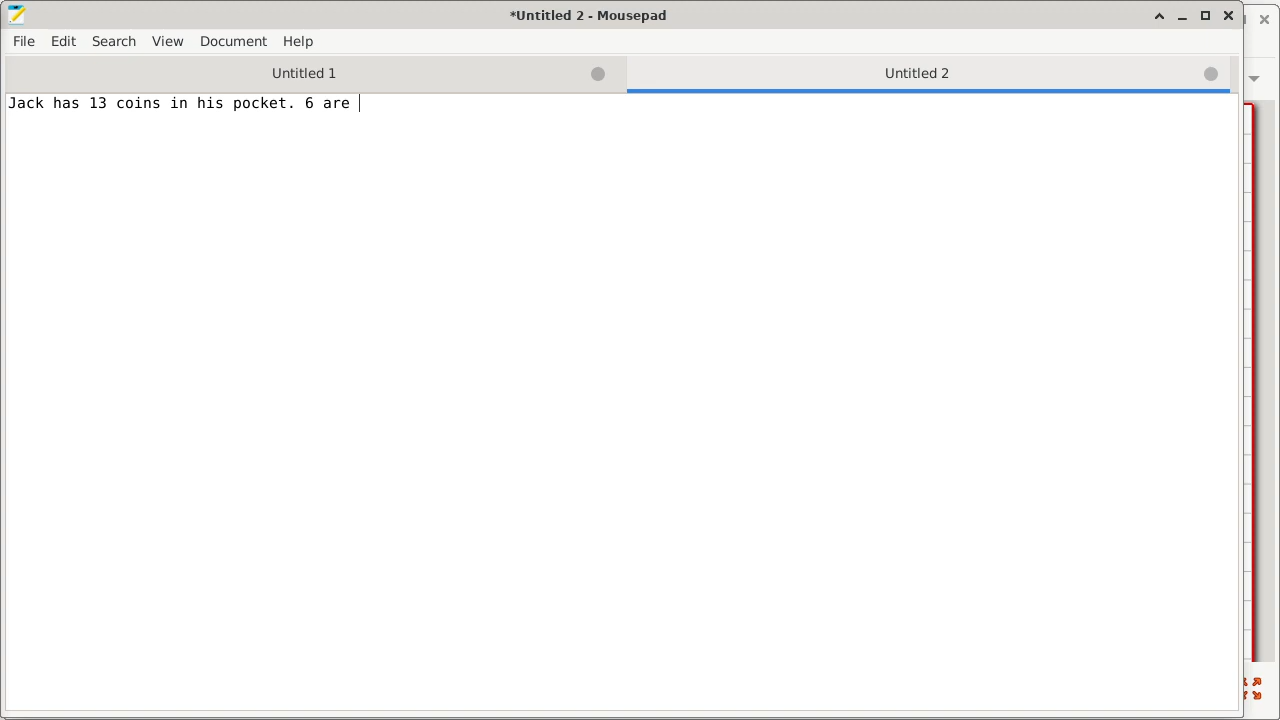 *Untitled 2 - Mousepad
File Edit Search View Document Help
Untitled 1 Untitled 2
Jack has 13 coins in his pocket. 6 are